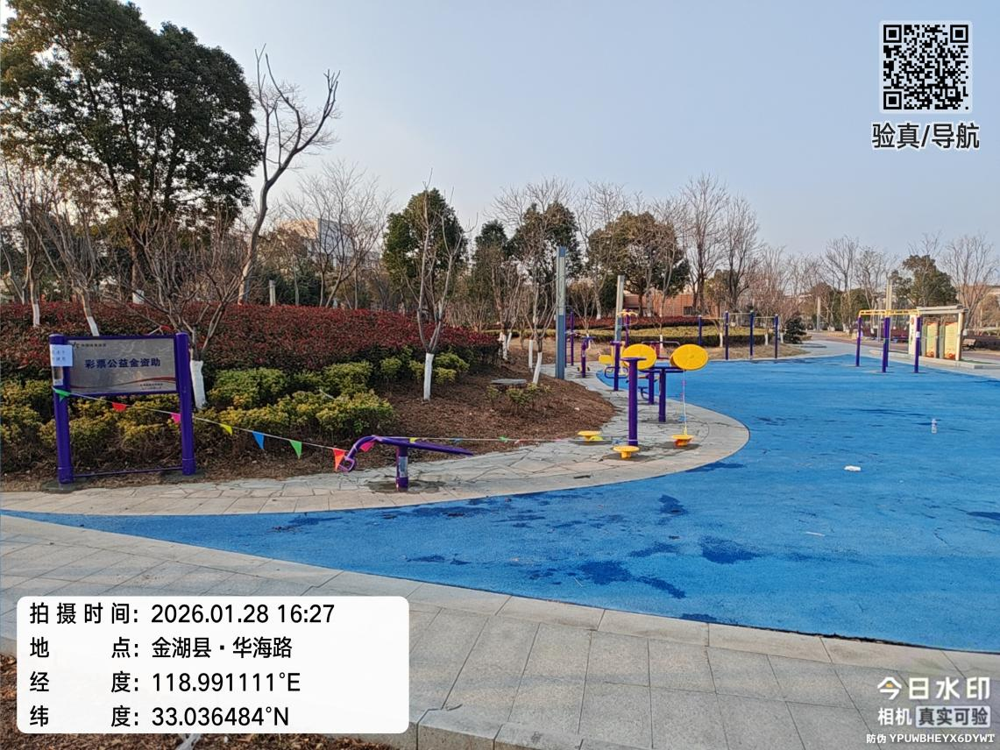 验真/导航
彩票公益金资助
拍摄时间: 2026.01.28 16:27
地 点: 金湖县·华海路
经 度: 118.991111°E
纬 度: 33.036484°N
今日水印
相机 真实可验
防伪 YPUWBHEYX6DYWT